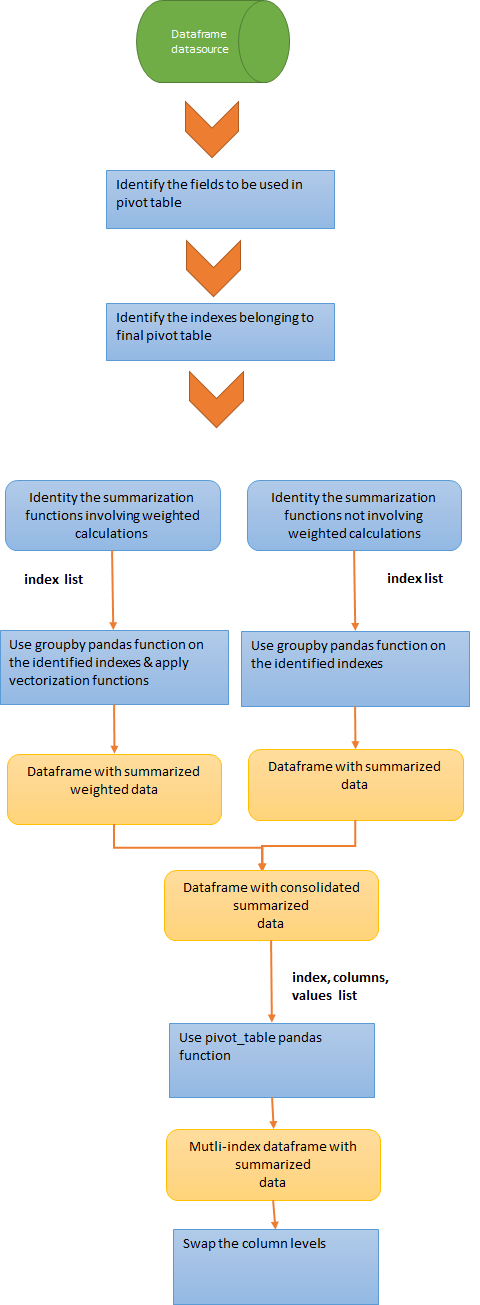 Dataframe
datasource
Identify the fields to be used in
pivot table
Identify the indexes belonging to
final pivot table
Identity the summarization
functions involving weighted
calculations
Identity the summarization
functions not involving
weighted calculations
index list
index list
Use groupby pandas function on
the identified indexes & apply
vectorization functions
Use groupby pandas function on
the identified indexes
Dataframe with summarized
weighted data
Dataframe with summarized
data
Dataframe with consolidated
summarized
data
index, columns,
values list
Use pivot_table pandas
function
Mutli-index dataframe with
summarized
data
Swap the column levels